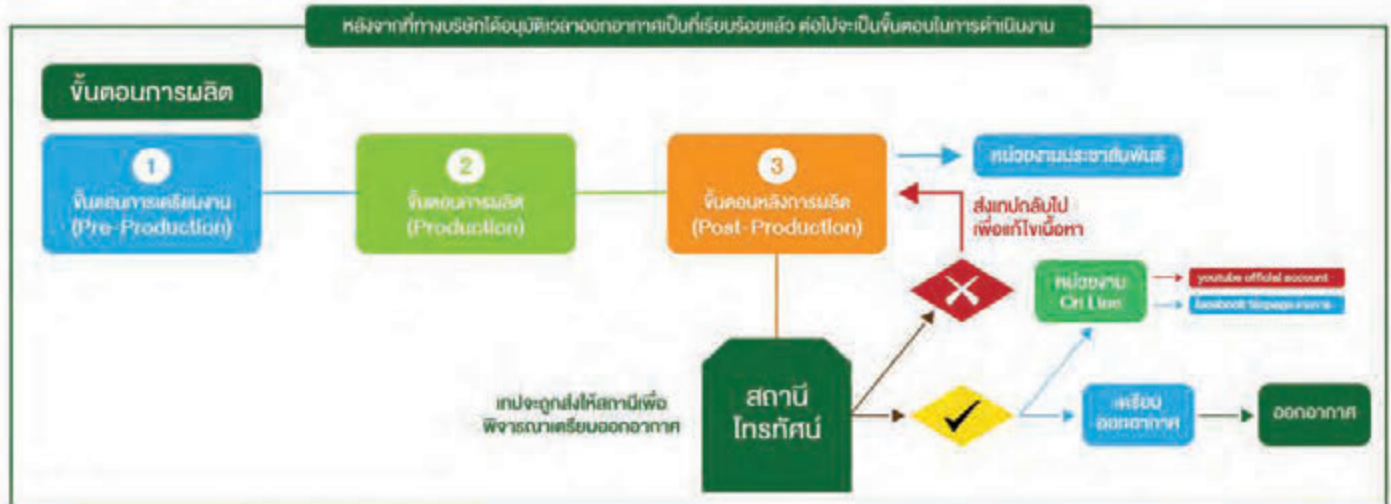 หลังจากที่ทางบริษัทได้อนุมัติเวลาออกอากาศเป็นที่เรียบร้อยแล้ว ต่อไปจะเป็นขั้นตอนในการดำเนินงาน
ขั้นตอนการผลิต
1
ขั้นตอนการเตรียมงาน
(Pre-Production)
2
ขั้นตอนการผลิต
(Production)
3
ขั้นตอนหลังการผลิต
(Post-Production)
หน่วยงานประชาสัมพันธ์
ส่งเทปกลับไป
เพื่อแก้ไขเนื้อหา
หน่วยงาน
On Line
youtube official account
facebook
เทปจะถูกส่งให้สถานีเพื่อ
พิจารณาเตรียมออกอากาศ
สถานี
โทรทัศน์
เตรียม
ออกอากาศ
ออกอากาศ